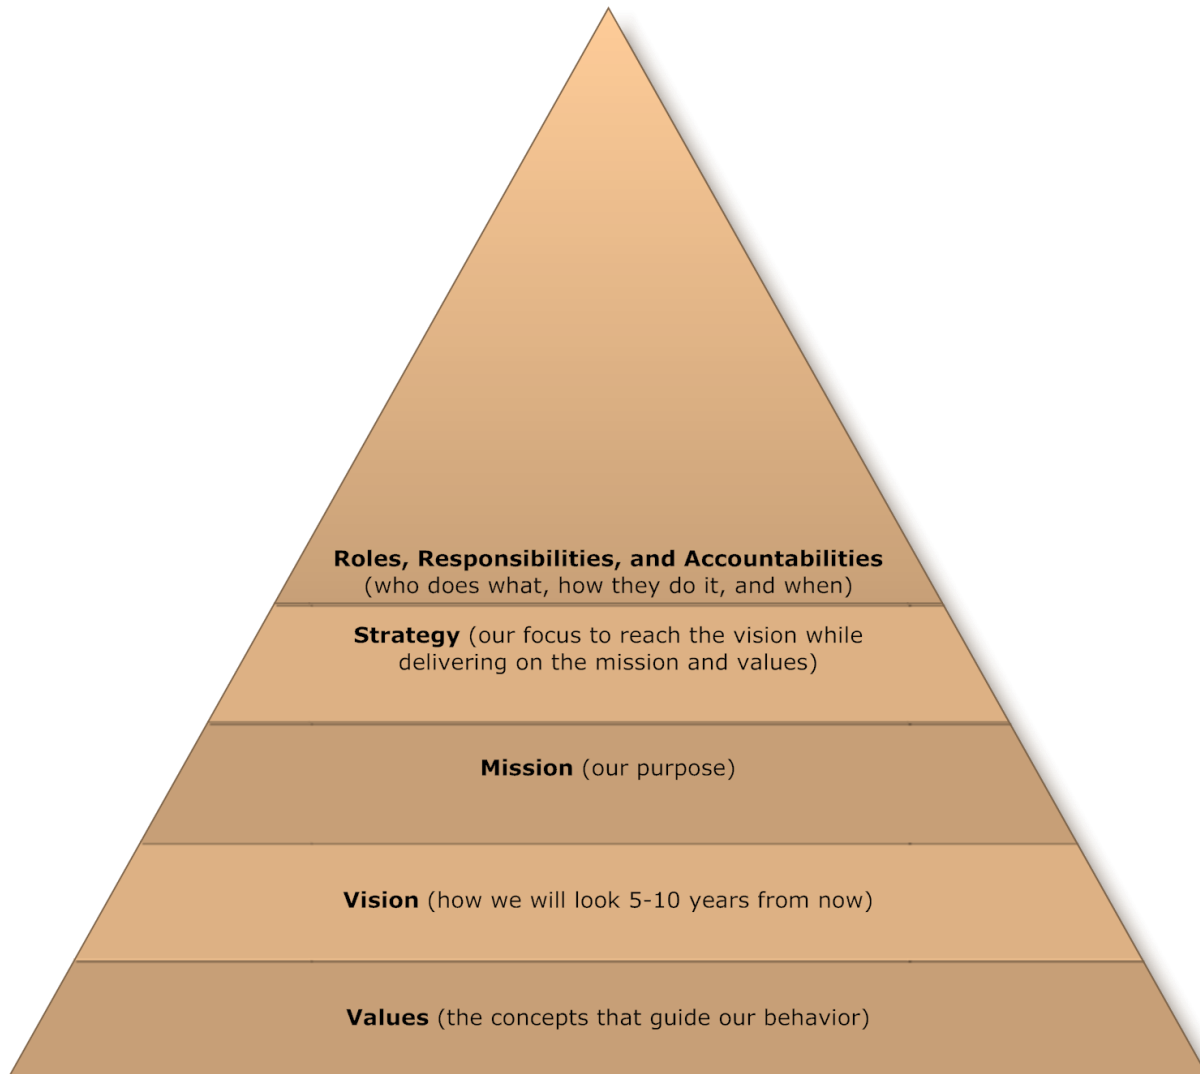 Roles, Responsibilities, and Accountabilities
(who does what, how they do it, and when)
Strategy (our focus to reach the vision while
delivering on the mission and values)
Mission (our purpose)
Vision (how we will look 5-10 years from now)
Values (the concepts that guide our behavior)